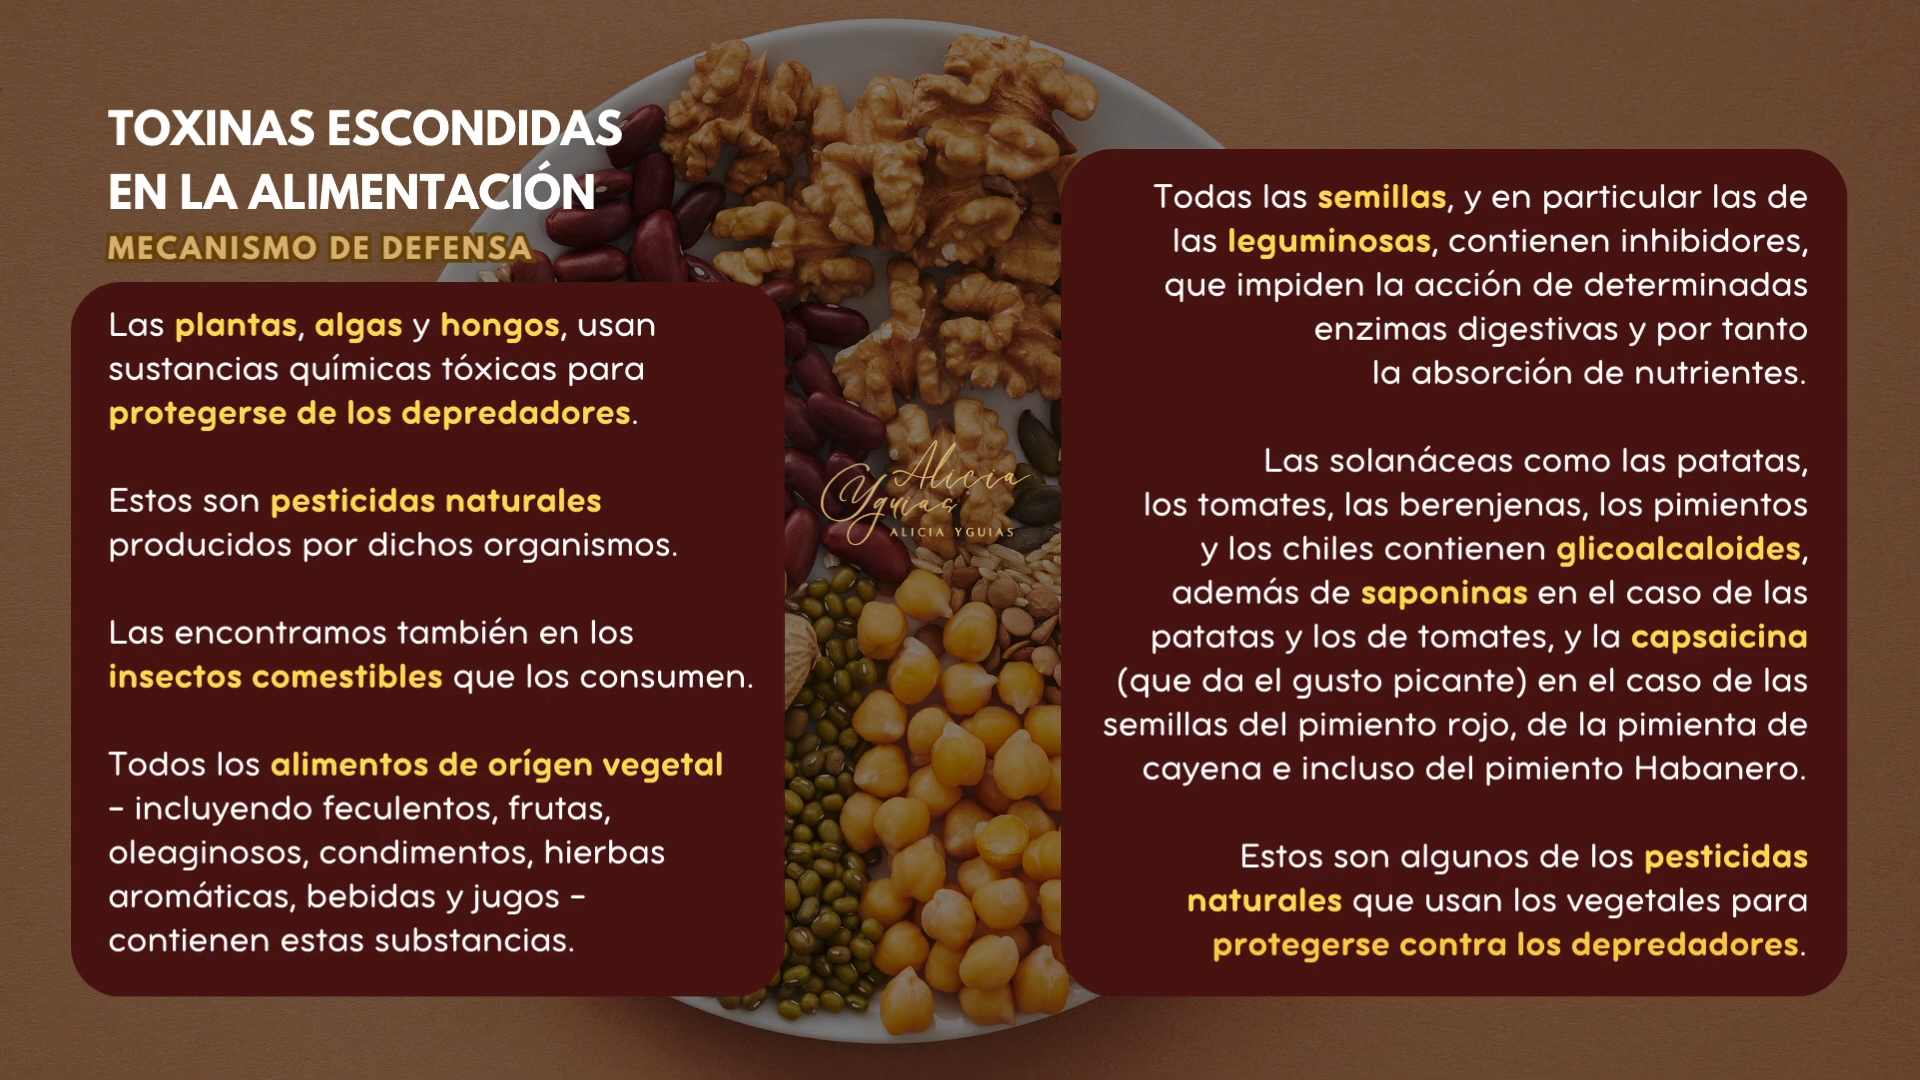 TOXINAS ESCONDIDAS
EN LA ALIMENTACIÓN
MECANISMO DE DEFENSA
Las plantas, algas y hongos, usan
sustancias químicas tóxicas para
protegerse de los depredadores.
Estos son pesticidas naturales
producidos por dichos organismos.
Las encontramos también en los
insectos comestibles que los consumen.
Todos los alimentos de orígen vegetal
- incluyendo feculentos, frutas,
oleaginosos, condimentos, hierbas
aromáticas, bebidas y jugos -
contienen estas substancias.
Alicia
Yguias
ALICIA YGUIAS
Todas las semillas, y en particular las de
las leguminosas, contienen inhibidores,
que impiden la acción de determinadas
enzimas digestivas y por tanto
la absorción de nutrientes.
Las solanáceas como las patatas,
los tomates, las berenjenas, los pimientos
y los chiles contienen glicoalcaloides,
además de saponinas en el caso de las
patatas y los de tomates, y la capsaicina
(que da el gusto picante) en el caso de las
semillas del pimiento rojo, de la pimienta de
cayena e incluso del pimiento Habanero.
Estos son algunos de los pesticidas
naturales que usan los vegetales para
protegerse contra los depredadores.